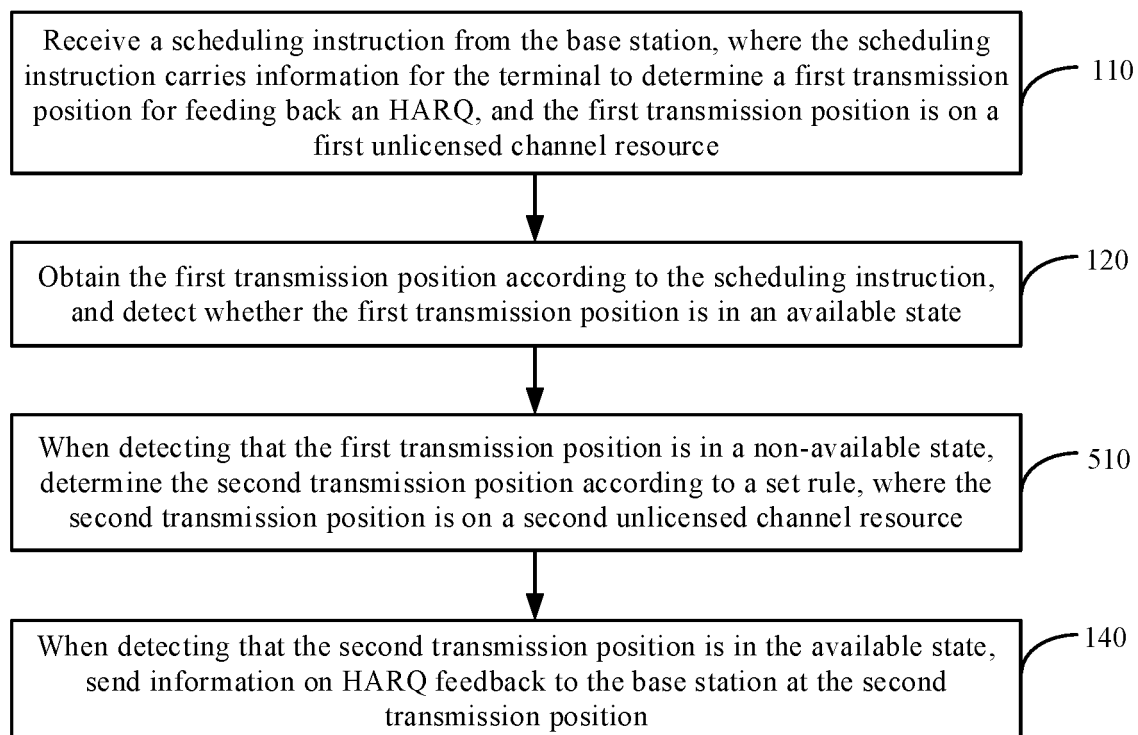 Receive a scheduling instruction from the base station, where the scheduling
instruction carries information for the terminal to determine a first transmission
position for feeding back an HARQ, and the first transmission position is on a
first unlicensed channel resource
110
Obtain the first transmission position according to the scheduling instruction,
and detect whether the first transmission position is in an available state
120
When detecting that the first transmission position is in a non-available state,
determine the second transmission position according to a set rule, where the
second transmission position is on a second unlicensed channel resource
510
When detecting that the second transmission position is in the available state,
send information on HARQ feedback to the base station at the second
transmission position
140